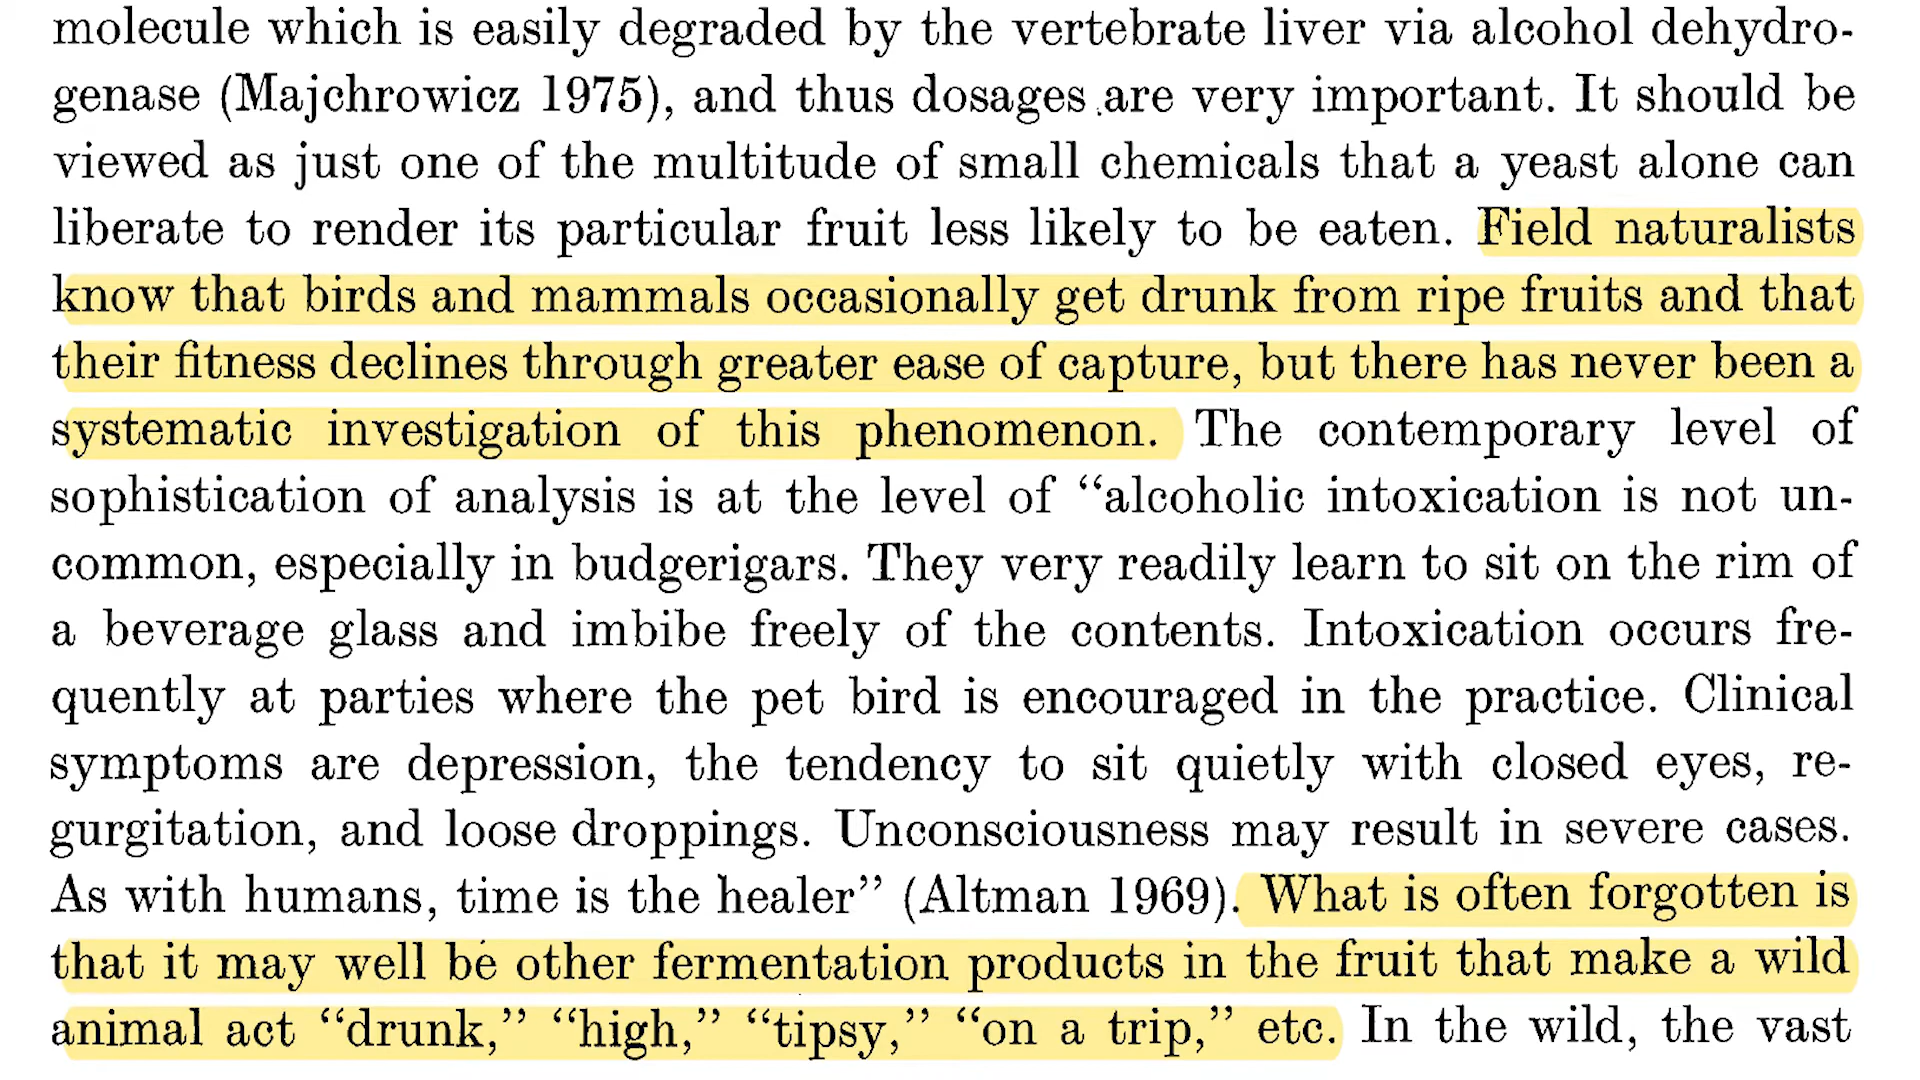 molecule which is easily degraded by the vertebrate liver via alcohol dehydro-
genase (Majchrowicz 1975), and thus dosages are very important. It should be
viewed as just one of the multitude of small chemicals that a yeast alone can
liberate to render its particular fruit less likely to be eaten. Field naturalists
know that birds and mammals occasionally get drunk from ripe fruits and that
their fitness declines through greater ease of capture, but there has never been a
systematic investigation of this phenomenon. The contemporary level of
sophistication of analysis is at the level of “alcoholic intoxication is not un-
common, especially in budgerigars. They very readily learn to sit on the rim of
a beverage glass and imbibe freely of the contents. Intoxication occurs fre-
quently at parties where the pet bird is encouraged in the practice. Clinical
symptoms are depression, the tendency to sit quietly with closed eyes, re-
gurgitation, and loose droppings. Unconsciousness may result in severe cases.
As with humans, time is the healer” (Altman 1969). What is often forgotten is
that it may well be other fermentation products in the fruit that make a wild
animal act “drunk,” “high,” “tipsy,” “on a trip,” etc. In the wild, the vast